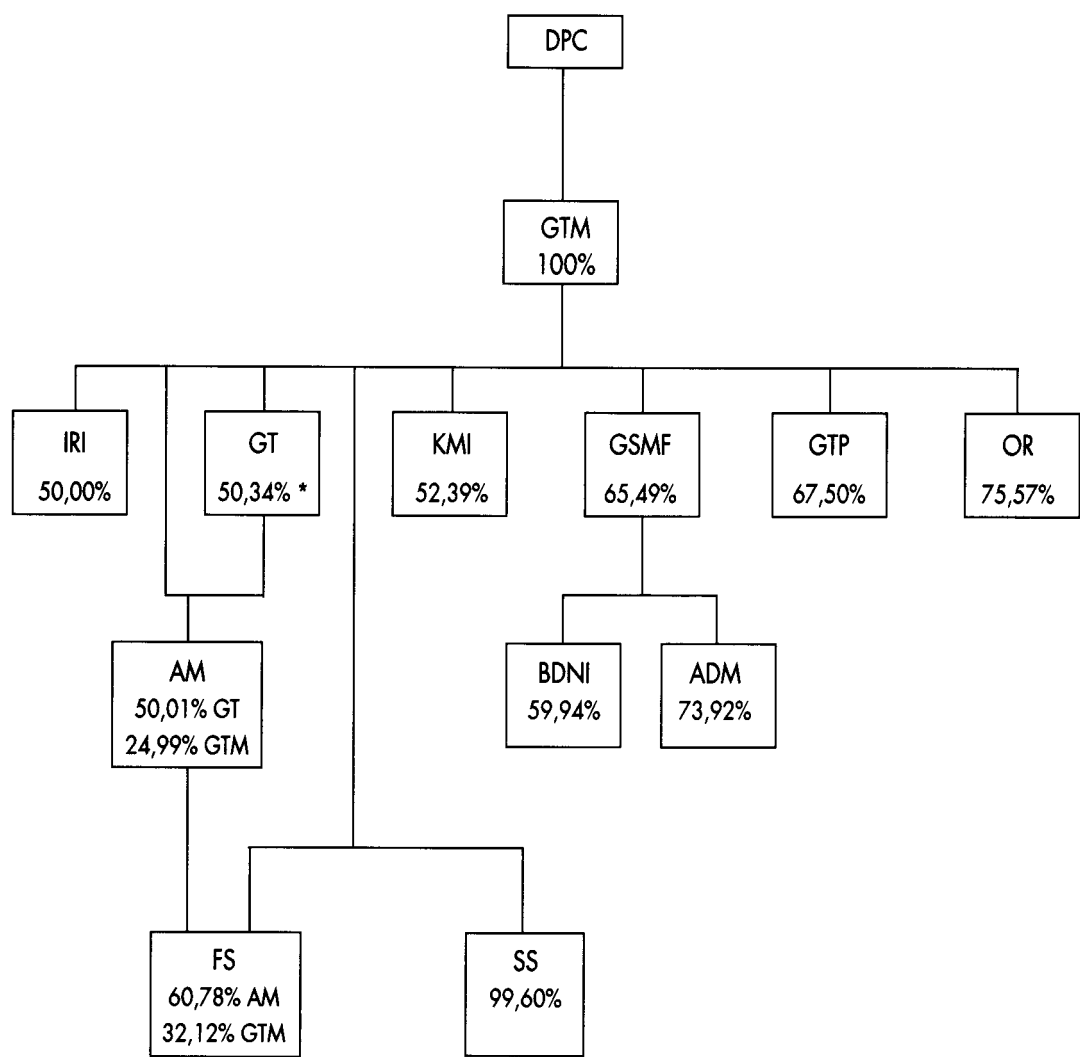 DPC
GTM
100%
IRI
50,00%
GT
50,34% *
KMI
52,39%
GSMF
65,49%
GTP
67,50%
OR
75,57%
AM
50,01% GT
24,99% GTM
BDNI
59,94%
ADM
73,92%
FS
60,78% AM
32,12% GTM
SS
99,60%